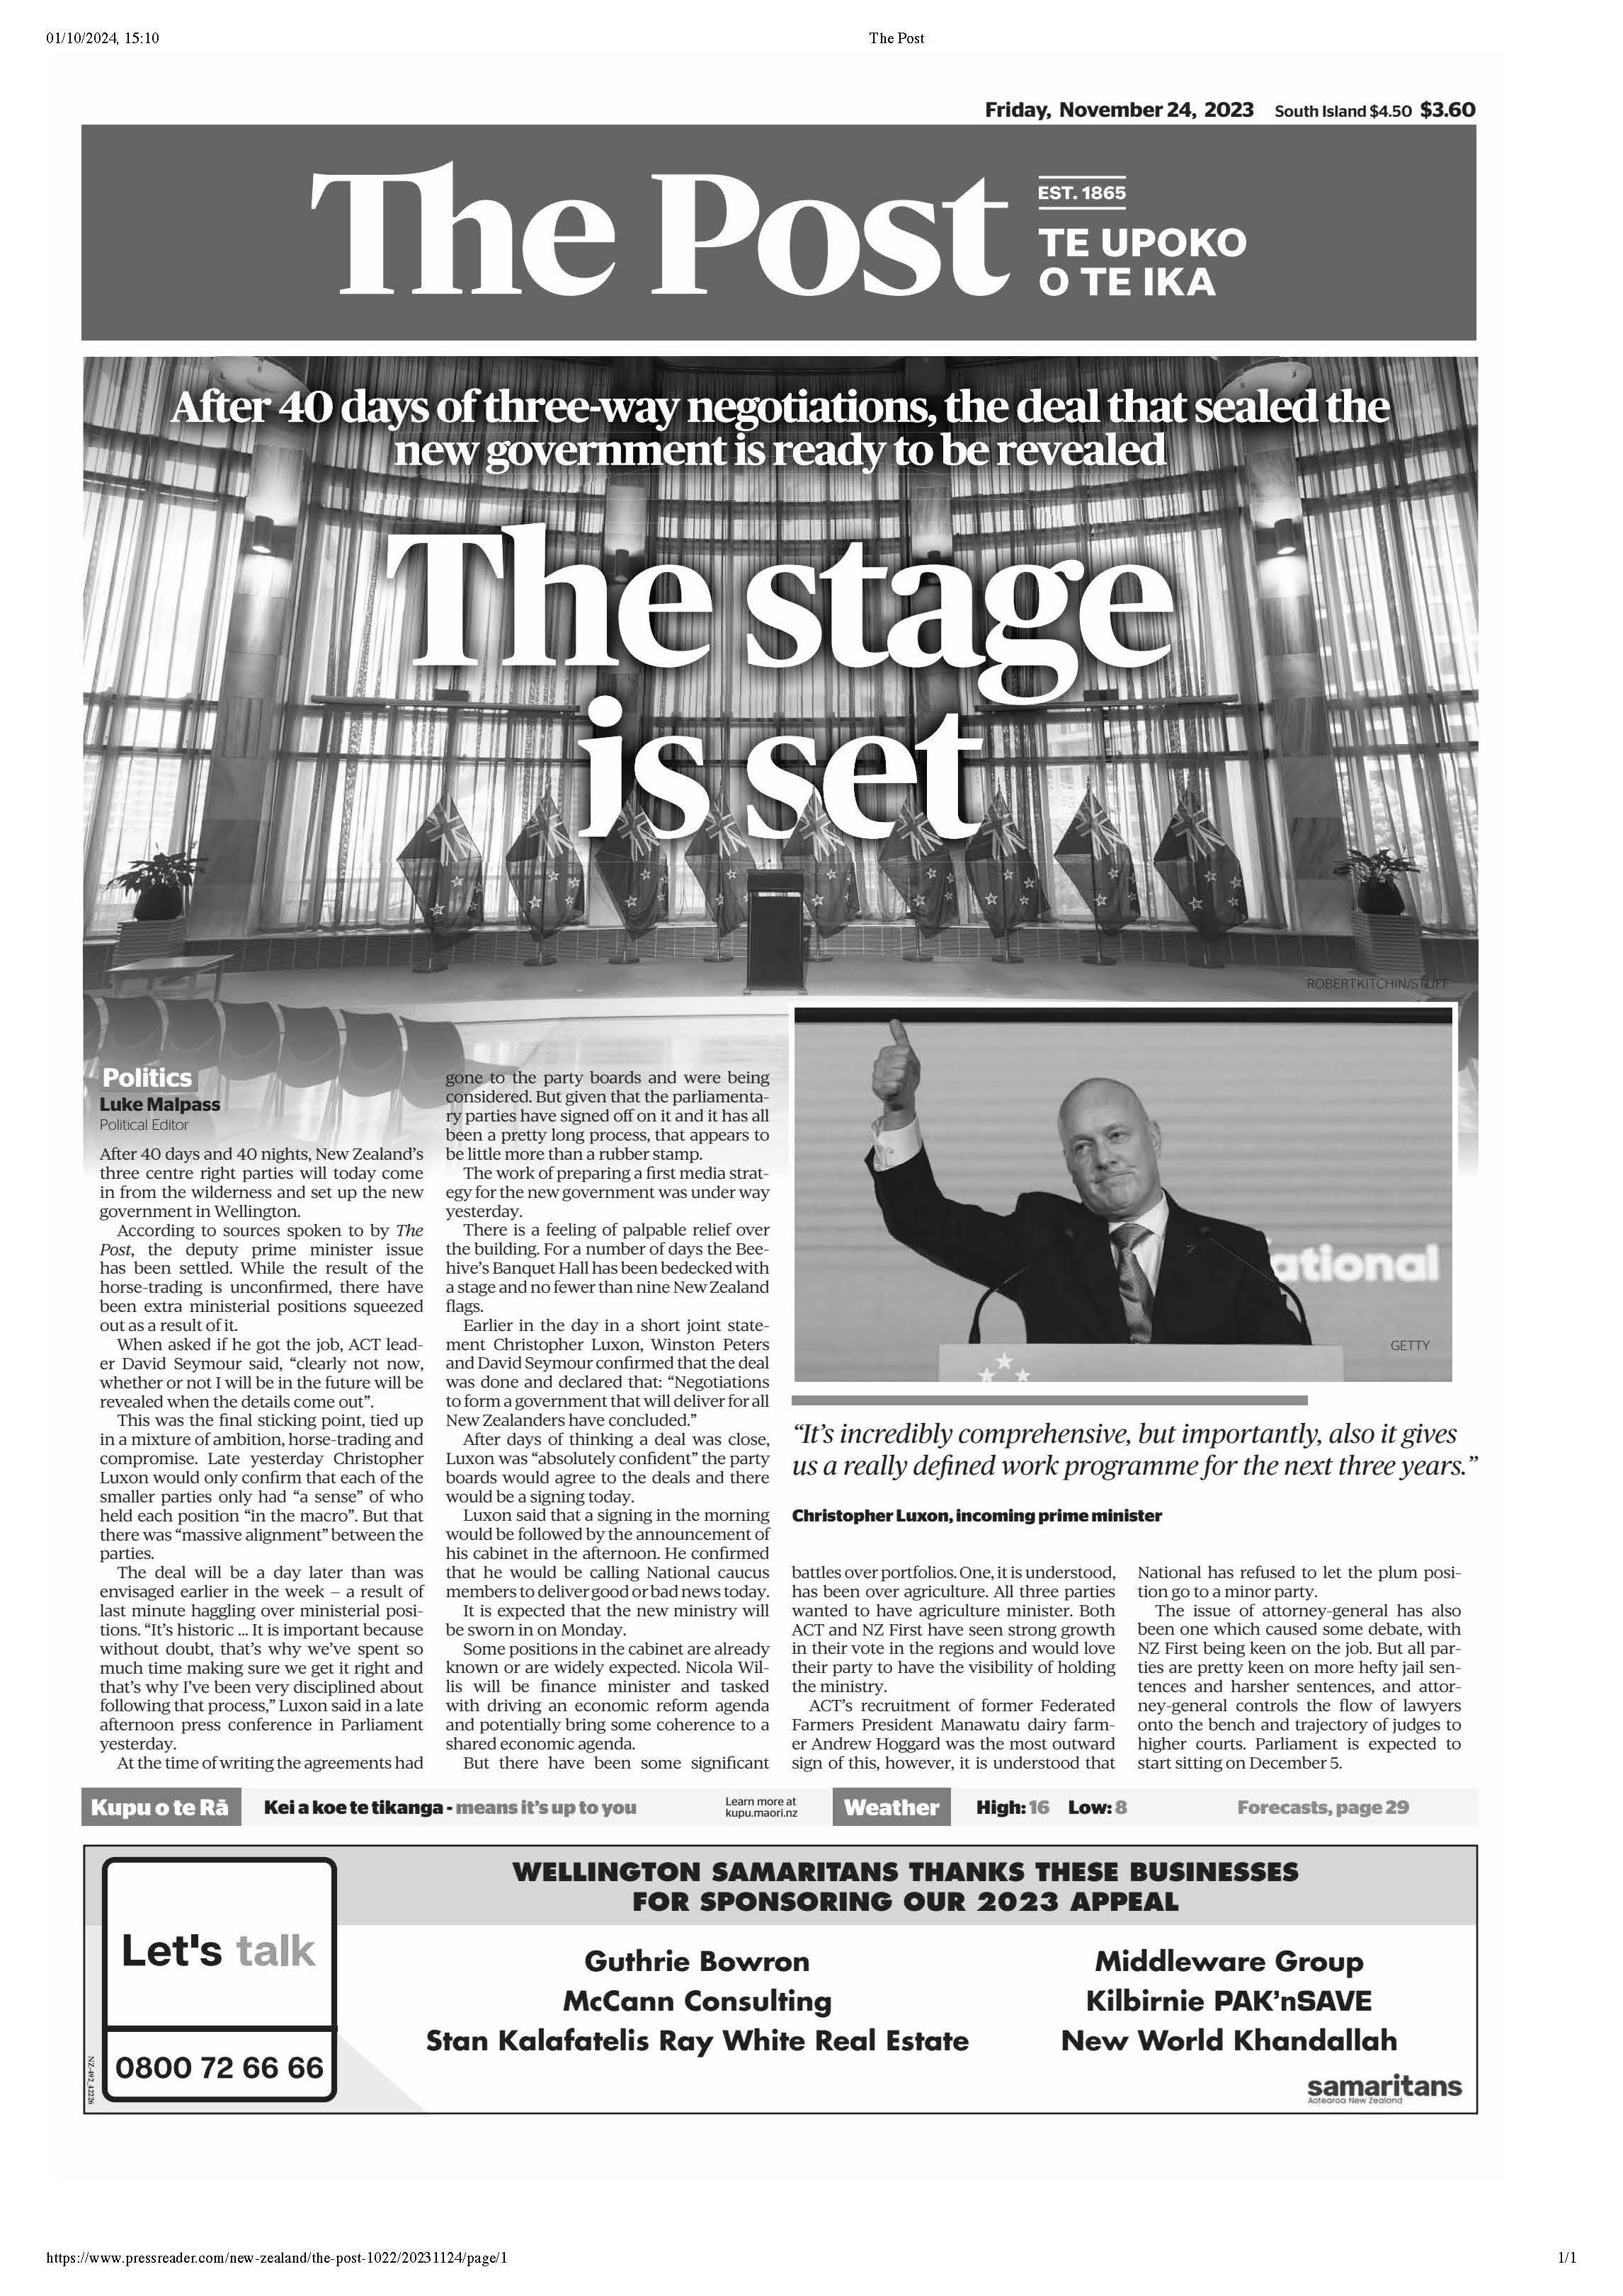 01/10/2024, 15:10
The Post
Friday, November 24, 2023 South Island $4.50 $3.60
The Post
EST. 1865
TE UPOKO
O TE IKA
After 40 days of three-way negotiations, the deal that sealed the
new government is ready to be revealed
The stage
is set
ROBERT KITCHIN/STUFF
Politics
Luke Malpass
Political Editor
After 40 days and 40 nights, New Zealand's
three centre right parties will today come
in from the wilderness and set up the new
government in Wellington.
According to sources spoken to by The
Post, the deputy prime minister issue
has been settled. While the result of the
horse-trading is unconfirmed, there have
been extra ministerial positions squeezed
out as a result of it.
When asked if he got the job, ACT lead-
er David Seymour said, “clearly not now,
whether or not I will be in the future will be
revealed when the details come out”.
This was the final sticking point, tied up
in a mixture of ambition, horse-trading and
compromise. Late yesterday Christopher
Luxon would only confirm that each of the
smaller parties only had “a sense” of who
held each position “in the macro”. But that
there was “massive alignment” between the
parties.
The deal will be a day later than was
envisaged earlier in the week – a result of
last minute haggling over ministerial posi-
tions. “It's historic ... It is important because
without doubt, that's why we've spent so
much time making sure we get it right and
that's why I've been very disciplined about
following that process,” Luxon said in a late
afternoon press conference in Parliament
yesterday.
At the time of writing the agreements had
gone to the party boards and were being
considered. But given that the parliamenta-
ry parties have signed off on it and it has all
been a pretty long process, that appears to
be little more than a rubber stamp.
The work of preparing a first media strat-
egy for the new government was under way
yesterday.
There is a feeling of palpable relief over
the building. For a number of days the Bee-
hive's Banquet Hall has been bedecked with
a stage and no fewer than nine New Zealand
flags.
Earlier in the day in a short joint state-
ment Christopher Luxon, Winston Peters
and David Seymour confirmed that the deal
was done and declared that: “Negotiations
to form a government that will deliver for all
New Zealanders have concluded.”
After days of thinking a deal was close,
Luxon was “absolutely confident” the party
boards would agree to the deals and there
would be a signing today.
Luxon said that a signing in the morning
would be followed by the announcement of
his cabinet in the afternoon. He confirmed
that he would be calling National caucus
members to deliver good or bad news today.
It is expected that the new ministry will
be sworn in on Monday.
Some positions in the cabinet are already
known or are widely expected. Nicola Wil-
lis will be finance minister and tasked
with driving an economic reform agenda
and potentially bring some coherence to a
shared economic agenda.
But there have been some significant
ational
GETTY
“It's incredibly comprehensive, but importantly, also it gives
us a really defined work programme for the next three years.”
Christopher Luxon, incoming prime minister
battles over portfolios. One, it is understood,
has been over agriculture. All three parties
wanted to have agriculture minister. Both
ACT and NZ First have seen strong growth
in their vote in the regions and would love
their party to have the visibility of holding
the ministry.
ACT's recruitment of former Federated
Farmers President Manawatu dairy farm-
er Andrew Hoggard was the most outward
sign of this, however, it is understood that
National has refused to let the plum posi-
tion go to a minor party.
The issue of attorney-general has also
been one which caused some debate, with
NZ First being keen on the job. But all par-
ties are pretty keen on more hefty jail sen-
tences and harsher sentences, and attor-
ney-general controls the flow of lawyers
onto the bench and trajectory of judges to
higher courts. Parliament is expected to
start sitting on December 5.
Kupu o te Rā
Kei a koe te tikanga - means it's up to you
Learn more at
kupu.maori.nz
Weather
High: 16 Low: 8
Forecasts, page 29
WELLINGTON SAMARITANS THANKS THESE BUSINESSES
FOR SPONSORING OUR 2023 APPEAL
Let's talk
0800 72 66 66
Guthrie Bowron
McCann Consulting
Stan Kalafatelis Ray White Real Estate
Middleware Group
Kilbirnie PAK'nSAVE
New World Khandallah
samaritans
Aotearoa New Zealand
https://www.pressreader.com/new-zealand/the-post-1022/20231124/page/1
1/1